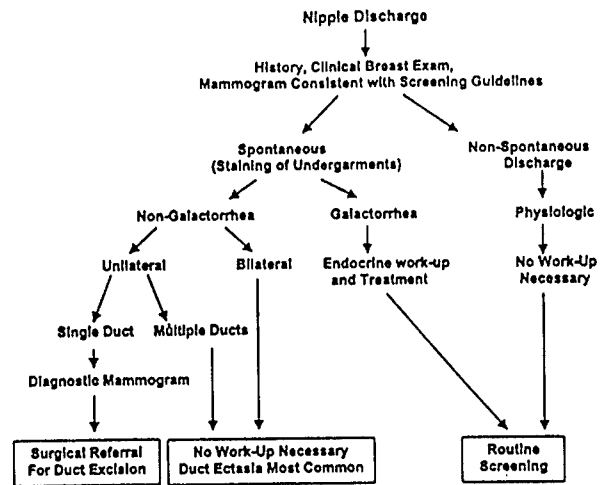 Nipple Discharge
History, Clinical Breast Exam,
Mammogram Consistent with Screening Guidelines
Spontaneous
(Staining of Undergarments)
Non-Spontaneous
Discharge
Non-Galactorrhea
Galactorrhea
Physiologic
Unilateral
Bilateral
Endocrine work-up
and Treatment
No Work-Up
Necessary
Single Duct
Multiple Ducts
Diagnostic Mammogram
Surgical Referral
For Duct Excision
No Work-Up Necessary
Duct Ectasia Most Common
Routine
Screening